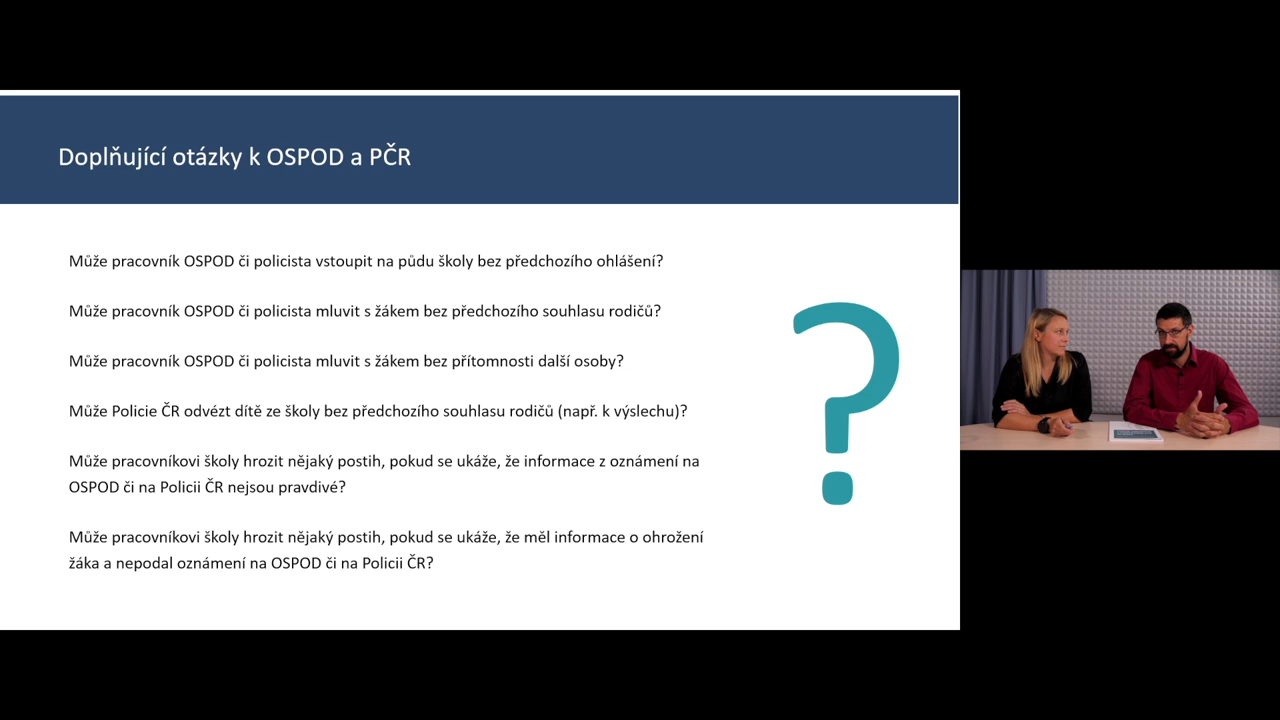 Doplňující otázky k OSPOD a PČR
Může pracovník OSPOD či policista vstoupit na půdu školy bez předchozího ohlášení?
Může pracovník OSPOD či policista mluvit s žákem bez předchozího souhlasu rodičů?
Může pracovník OSPOD či policista mluvit s žákem bez přítomnosti další osoby?
Může Policie ČR odvézt dítě ze školy bez předchozího souhlasu rodičů (např. k výslechu)?
Může pracovníkovi školy hrozit nějaký postih, pokud se ukáže, že informace z oznámení na
OSPOD či na Policii ČR nejsou pravdivé?
Může pracovníkovi školy hrozit nějaký postih, pokud se ukáže, že měl informace o ohrožení
žáka a nepodal oznámení na OSPOD či na Policii ČR?
?